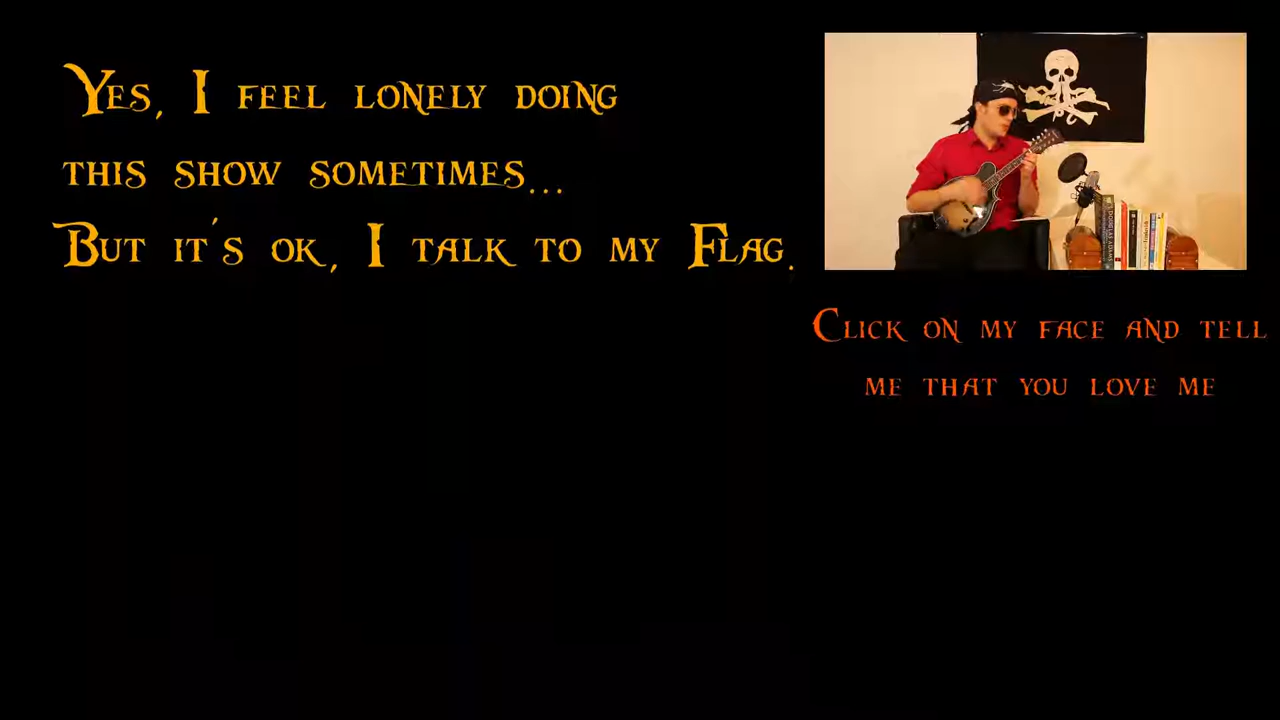 Yes, I feel lonely doing
this show sometimes...
But it's ok, I talk to my Flag.
Click on my face and tell
me that you love me